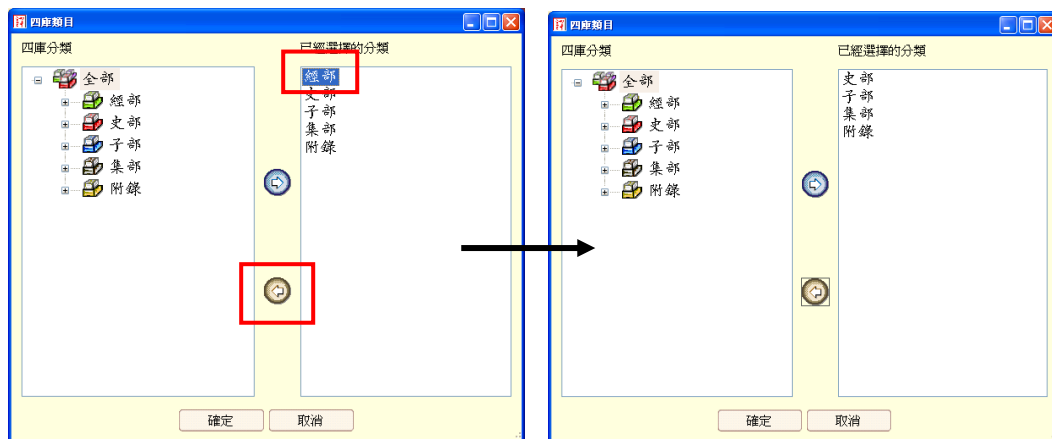 四庫類目
四庫分類
已經選擇的分類
全部
經部
史部
子部
集部
附錄
經部
史部
子部
集部
附錄
確定
取消
四庫類目
四庫分類
已經選擇的分類
全部
經部
史部
子部
集部
附錄
史部
子部
集部
附錄
確定
取消